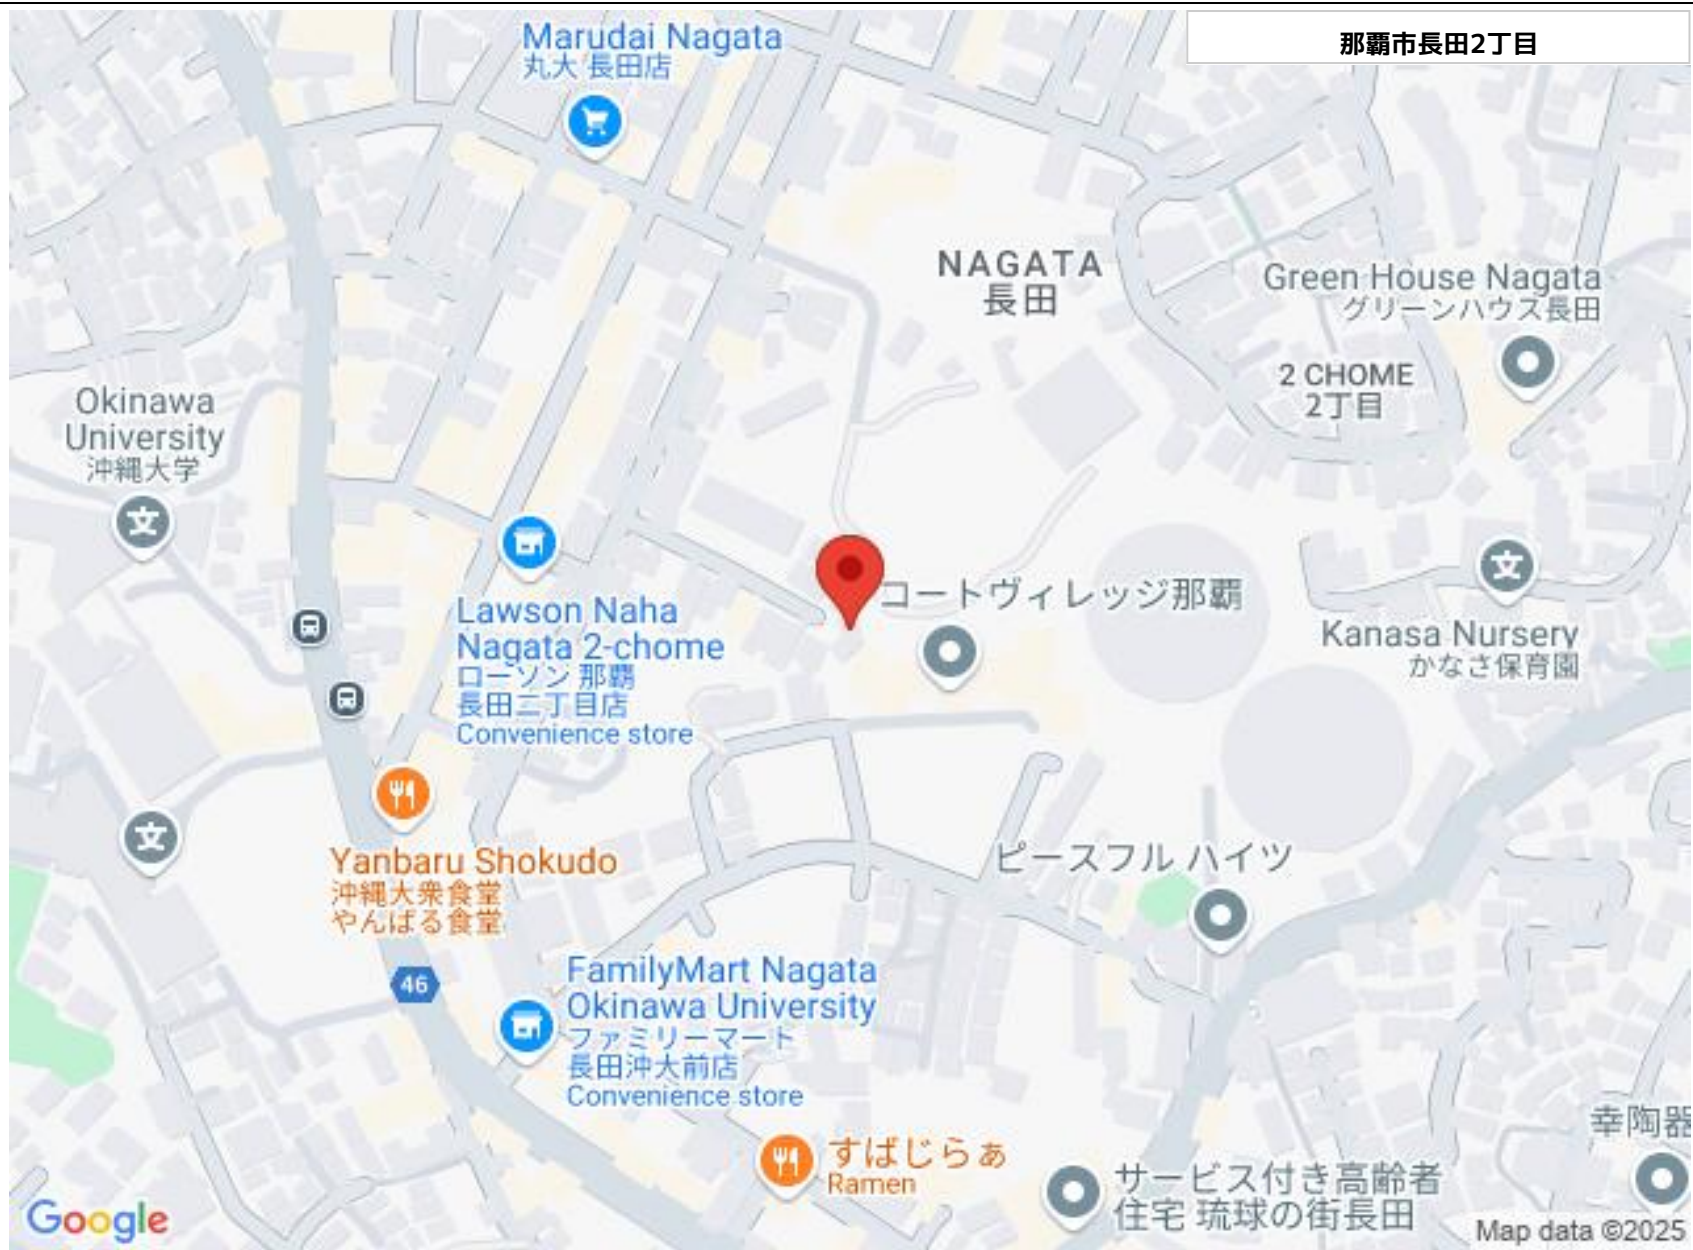 那覇市長田2丁目
Marudai Nagata
丸大 長田店
NAGATA
長田
Green House Nagata
グリーンハウス長田
2 CHOME
2丁目
Okinawa
University
沖縄大学
Lawson Naha
Nagata 2-chome
ローソン 那覇
長田二丁目店
Convenience store
コートヴィレッジ那覇
Kanasa Nursery
かなさ保育園
Yanbaru Shokudo
沖縄大衆食堂
やんばる食堂
ピースフル ハイツ
46
FamilyMart Nagata
Okinawa University
ファミリーマート
長田沖大前店
Convenience store
すばじらぁ
Ramen
サービス付き高齢者
住宅 琉球の街長田
幸陶器
Google
Map data ©2025